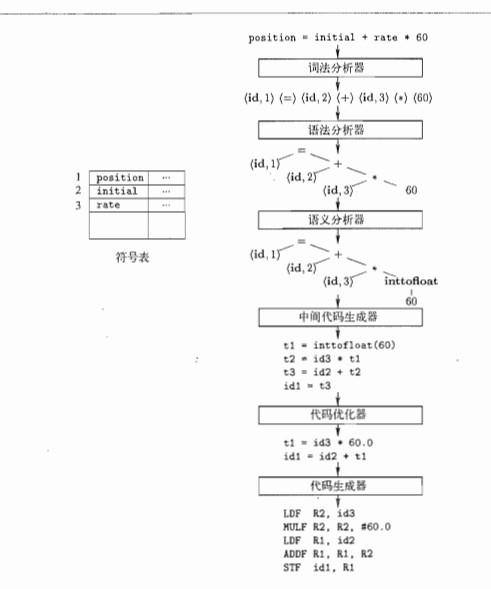 position = initial + rate * 60
词法分析器
⟨id, 1⟩ ⟨=⟩ ⟨id, 2⟩ ⟨+⟩ ⟨id, 3⟩ ⟨*⟩ ⟨60⟩
语法分析器
=
⟨id, 1⟩ +
⟨id, 2⟩ *
⟨id, 3⟩ 60
语义分析器
=
⟨id, 1⟩ +
⟨id, 2⟩ *
⟨id, 3⟩ inttofloat
60
1 position ...
2 initial ...
3 rate ...
符号表
中间代码生成器
t1 = inttofloat(60)
t2 = id3 * t1
t3 = id2 + t2
id1 = t3
代码优化器
t1 = id3 * 60.0
id1 = id2 + t1
代码生成器
LDF R2, id3
MULF R2, R2, #60.0
LDF R1, id2
ADDF R1, R1, R2
STF id1, R1